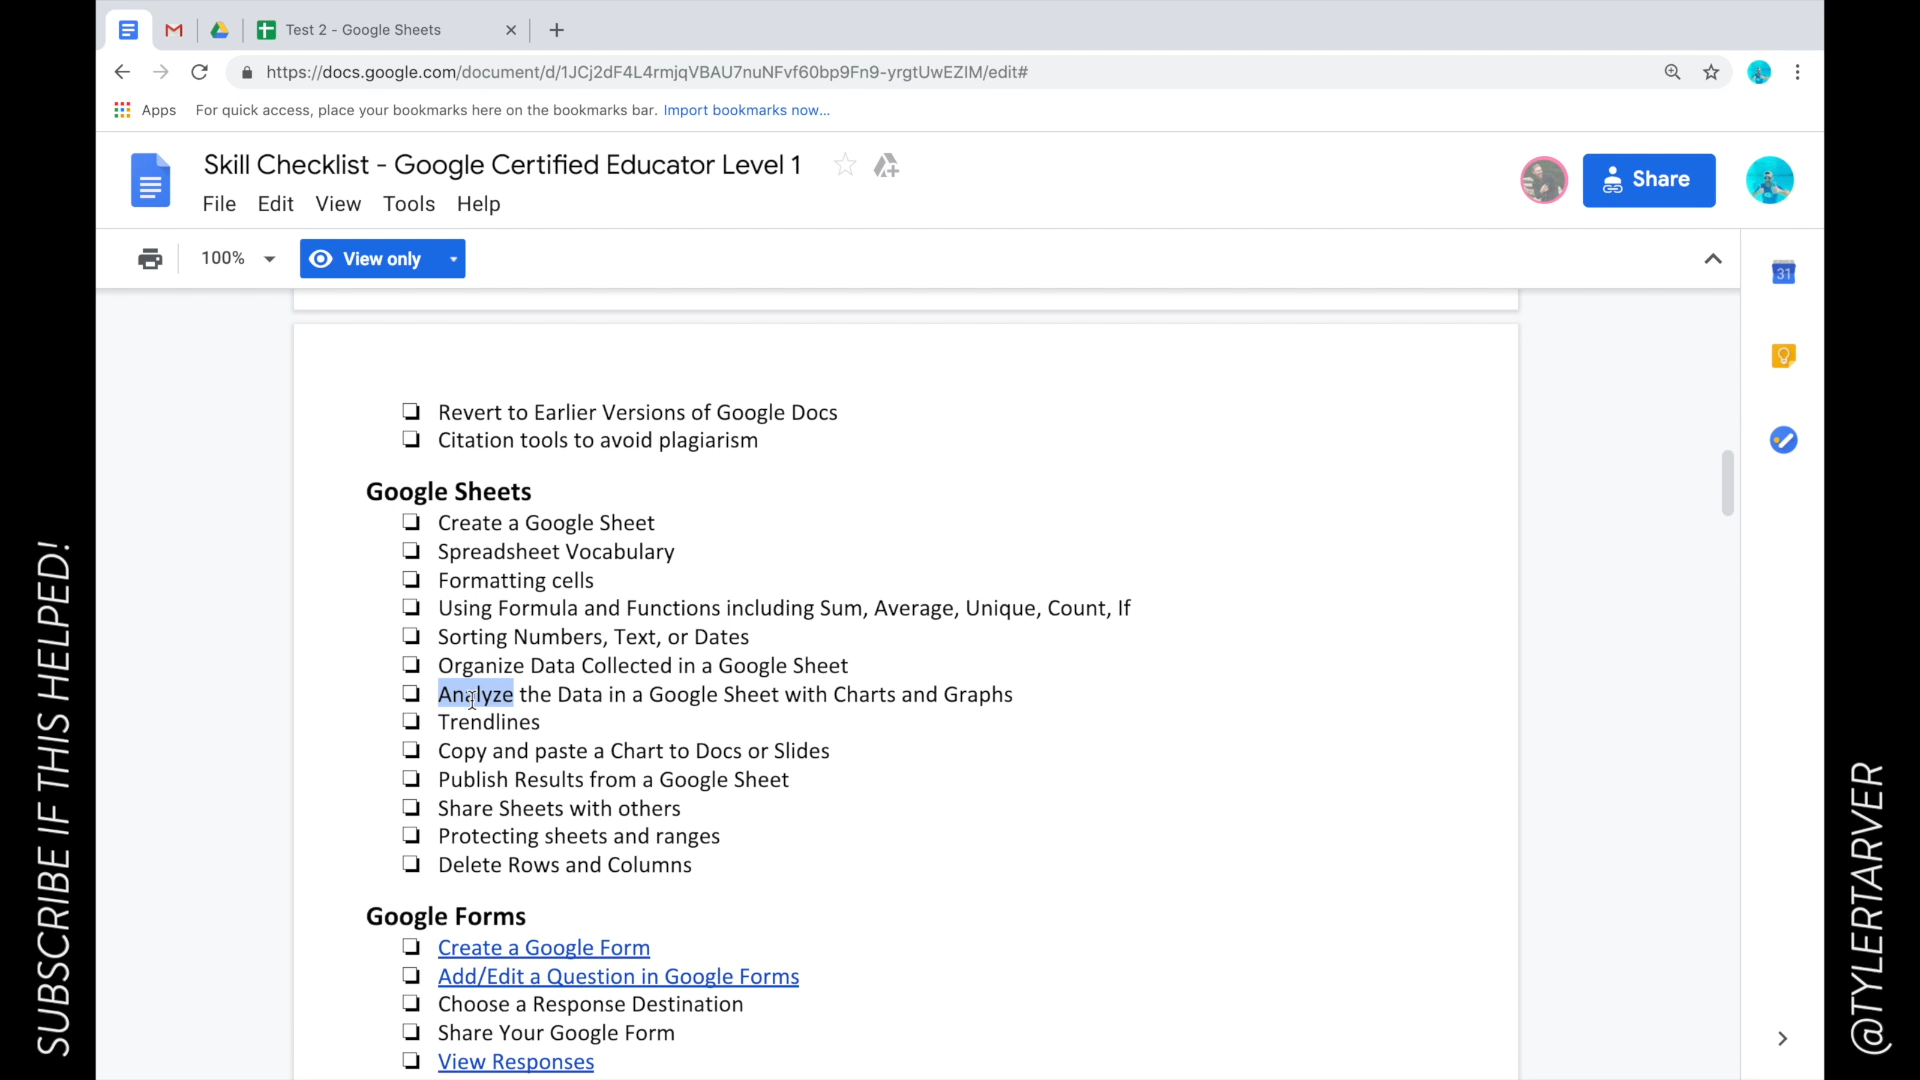 Test 2 - Google Sheets
https://docs.google.com/document/d/1JCj2dF4L4rmjqVBAU7nuNFvf60bp9Fn9-yrgtUwEZIM/edit#
Apps For quick access, place your bookmarks here on the bookmarks bar. Import bookmarks now...
Skill Checklist - Google Certified Educator Level 1
File Edit View Tools Help
Share
100% View only
31
Revert to Earlier Versions of Google Docs
Citation tools to avoid plagiarism
Google Sheets
Create a Google Sheet
Spreadsheet Vocabulary
Formatting cells
Using Formula and Functions including Sum, Average, Unique, Count, If
Sorting Numbers, Text, or Dates
Organize Data Collected in a Google Sheet
Analyze the Data in a Google Sheet with Charts and Graphs
Trendlines
Copy and paste a Chart to Docs or Slides
Publish Results from a Google Sheet
Share Sheets with others
Protecting sheets and ranges
Delete Rows and Columns
Google Forms
Create a Google Form
Add/Edit a Question in Google Forms
Choose a Response Destination
Share Your Google Form
View Responses
SUBSCRIBE IF THIS HELPED!
@TYLERTARVER